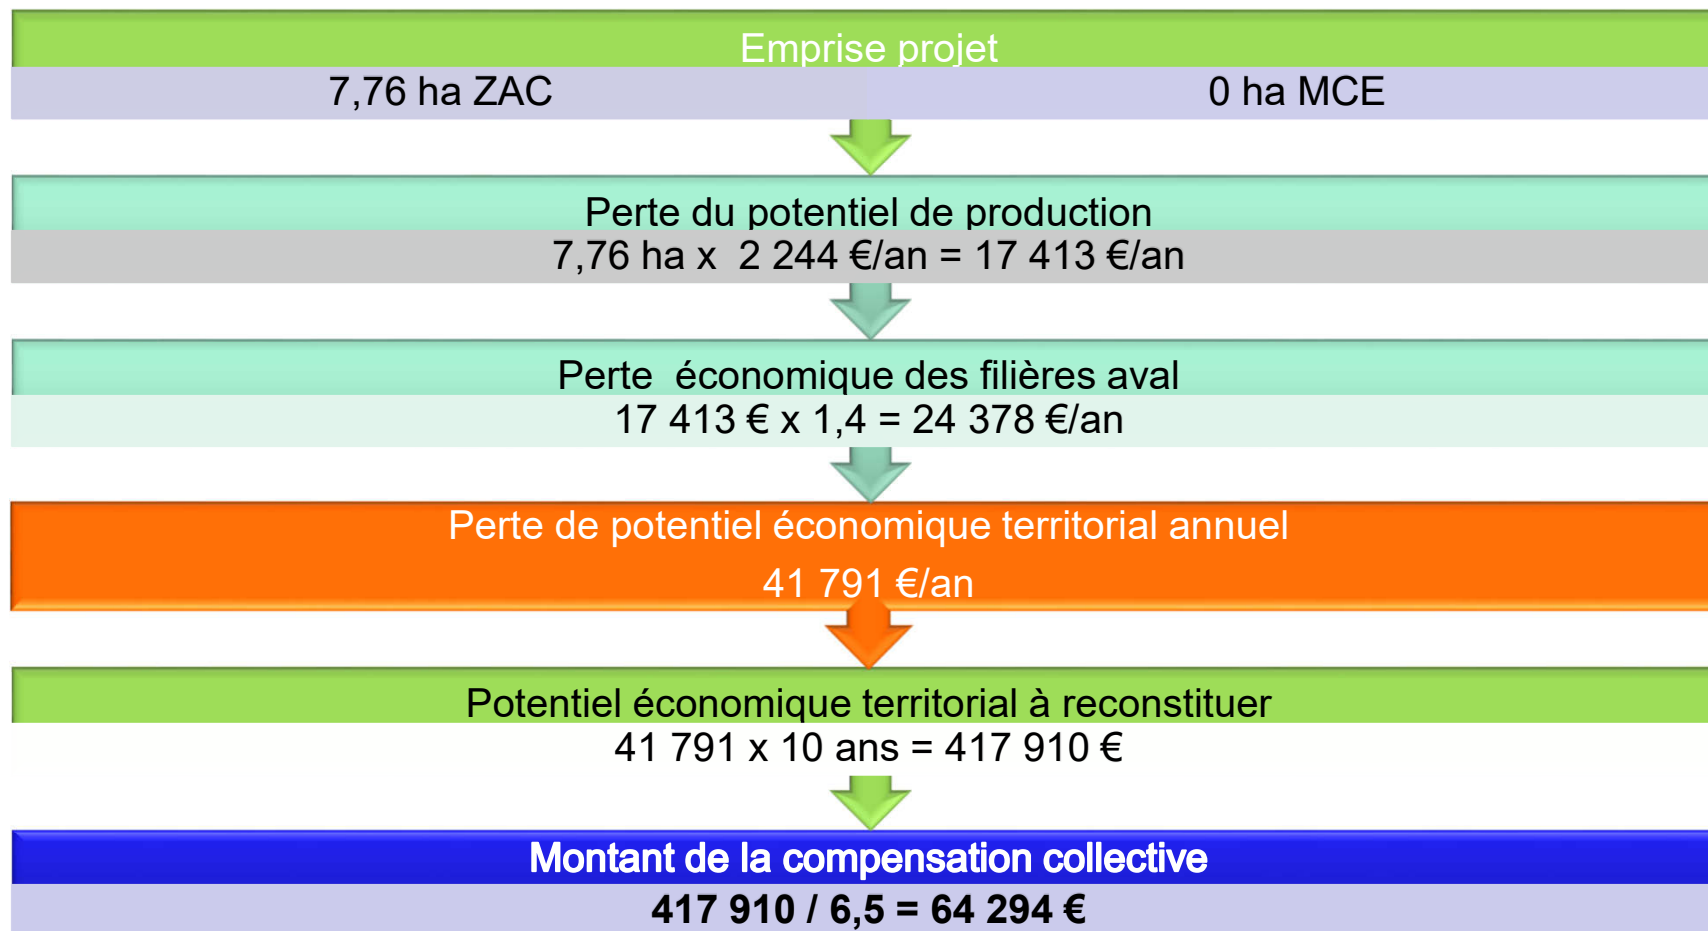 Emprise projet
7,76 ha ZAC
0 ha MCE
Perte du potentiel de production
7,76 ha x 2 244 €/an = 17 413 €/an
Perte économique des filières aval
17 413 € x 1,4 = 24 378 €/an
Perte de potentiel économique territorial annuel
41 791 €/an
Potentiel économique territorial à reconstituer
41 791 x 10 ans = 417 910 €
Montant de la compensation collective
417 910 / 6,5 = 64 294 €